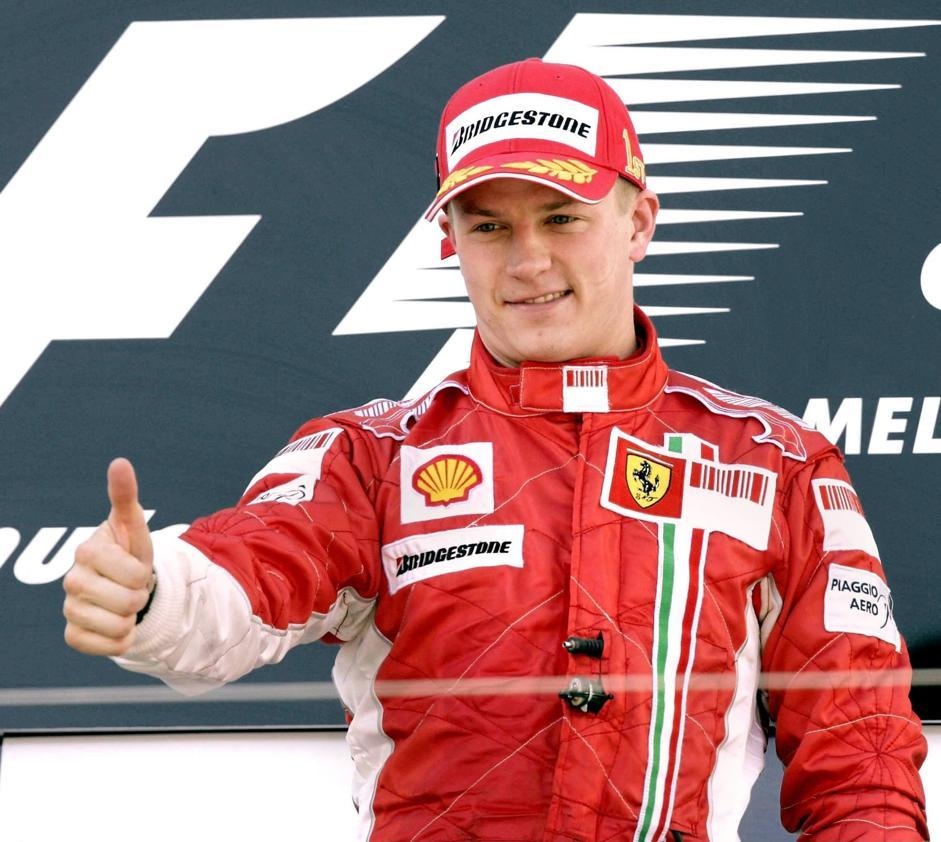 BRIDGESTONE
1st
MEL
BRIDGESTONE
PIAGGIO
AERO